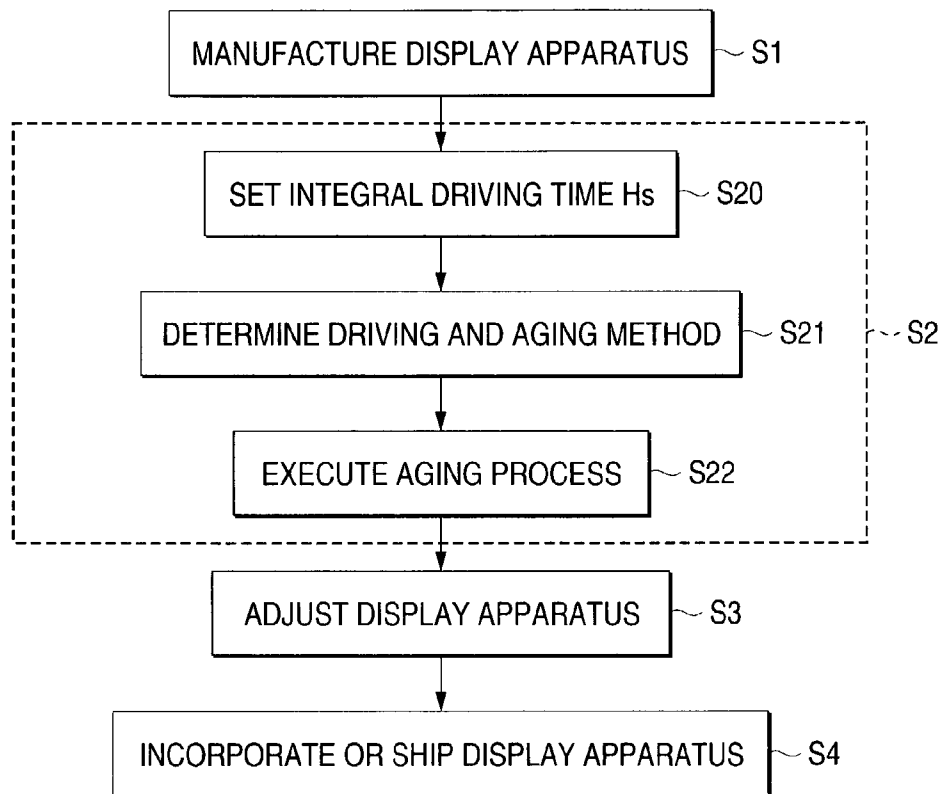 MANUFACTURE DISPLAY APPARATUS S1
SET INTEGRAL DRIVING TIME Hs S20
DETERMINE DRIVING AND AGING METHOD S21
S2
EXECUTE AGING PROCESS S22
ADJUST DISPLAY APPARATUS S3
INCORPORATE OR SHIP DISPLAY APPARATUS S4